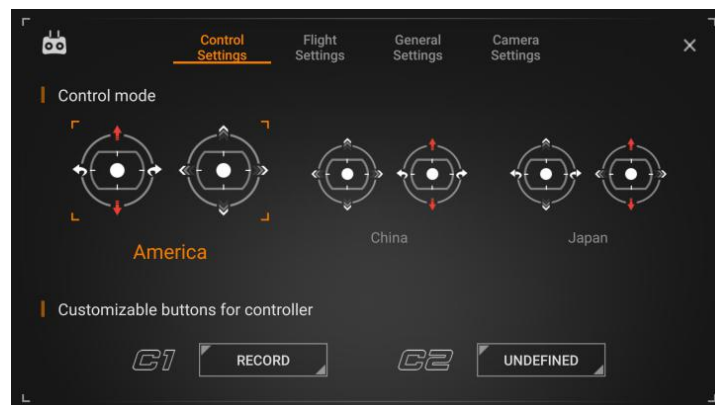 Control Settings
Flight Settings
General Settings
Camera Settings
Control mode
America
China
Japan
Customizable buttons for controller
C1 RECORD C2 UNDEFINED